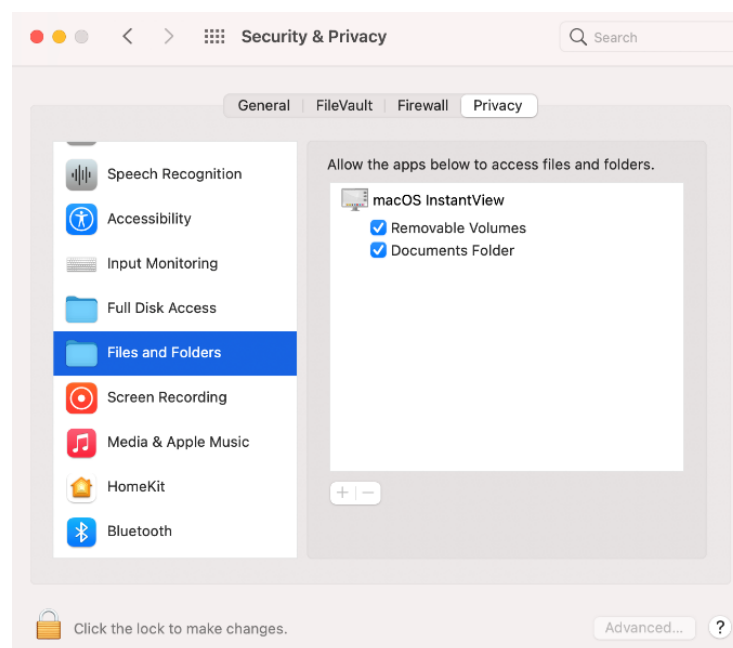 Security & Privacy
Search
General
FileVault
Firewall
Privacy
Speech Recognition
Accessibility
Input Monitoring
Full Disk Access
Files and Folders
Screen Recording
Media & Apple Music
HomeKit
Bluetooth
Allow the apps below to access files and folders.
macOS InstantView
Removable Volumes
Documents Folder
+ −
Click the lock to make changes.
Advanced...
?